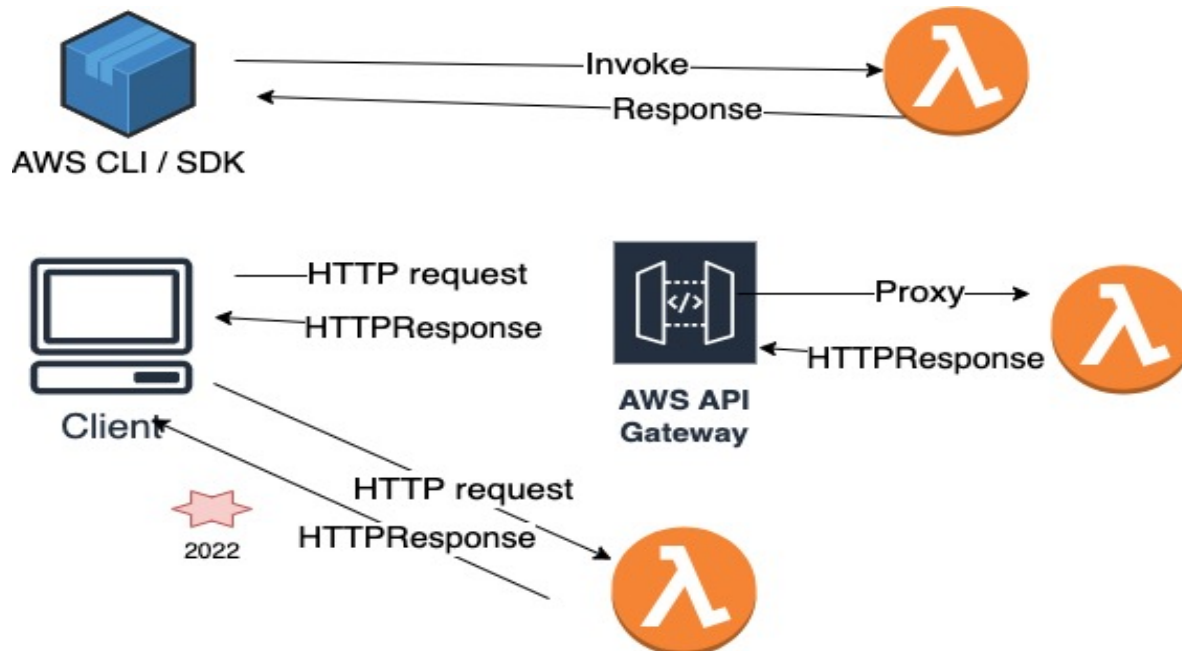 Invoke
Response
AWS CLI / SDK
HTTP request
HTTPResponse
</>
Proxy
HTTPResponse
Client
AWS API
Gateway
HTTP request
HTTPResponse
2022
λ
λ
λ